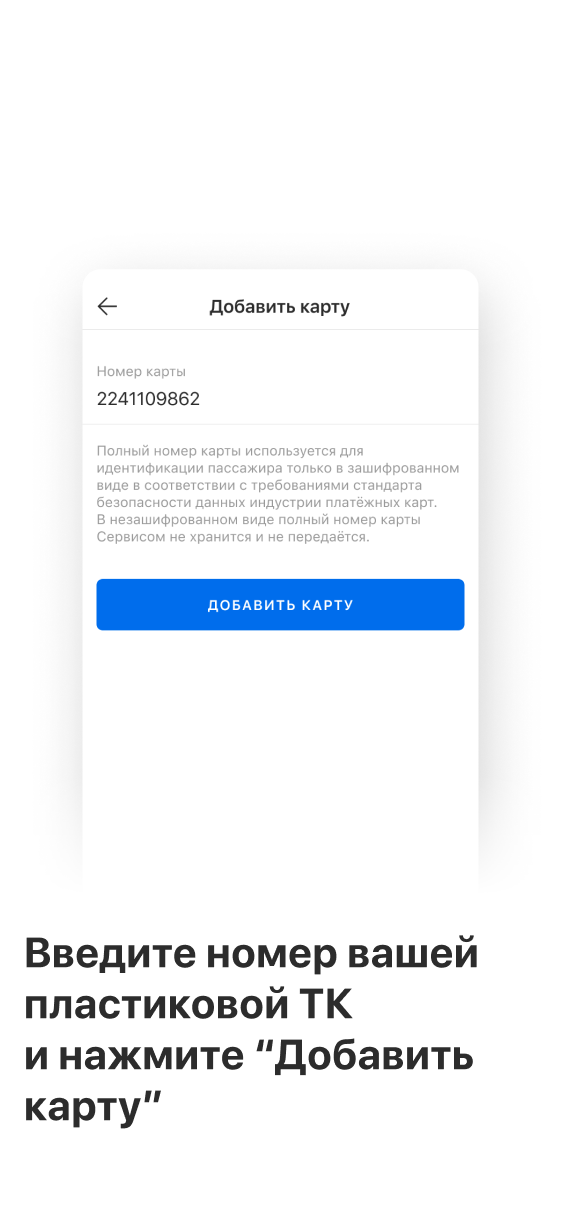 Добавить карту
Номер карты
2241109862
Полный номер карты используется для
идентификации пассажира только в зашифрованном
виде в соответствии с требованиями стандарта
безопасности данных индустрии платёжных карт.
В незашифрованном виде полный номер карты
Сервисом не хранится и не передаётся.
ДОБАВИТЬ КАРТУ
Введите номер вашей
пластиковой ТК
и нажмите “Добавить
карту”